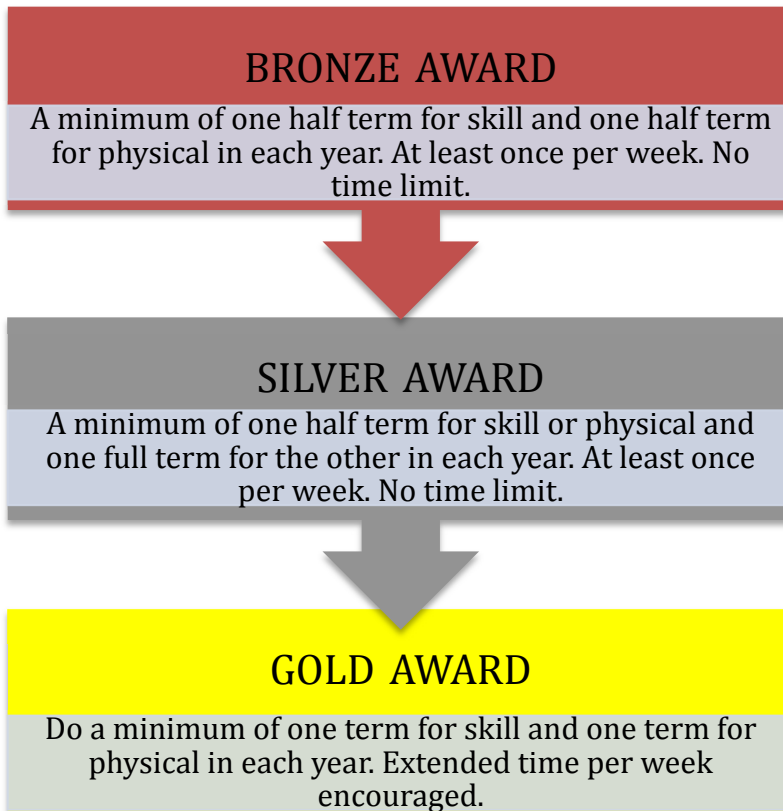 BRONZE AWARD
A minimum of one half term for skill and one half term
for physical in each year. At least once per week. No
time limit.
SILVER AWARD
A minimum of one half term for skill or physical and
one full term for the other in each year. At least once
per week. No time limit.
GOLD AWARD
Do a minimum of one term for skill and one term for
physical in each year. Extended time per week
encouraged.